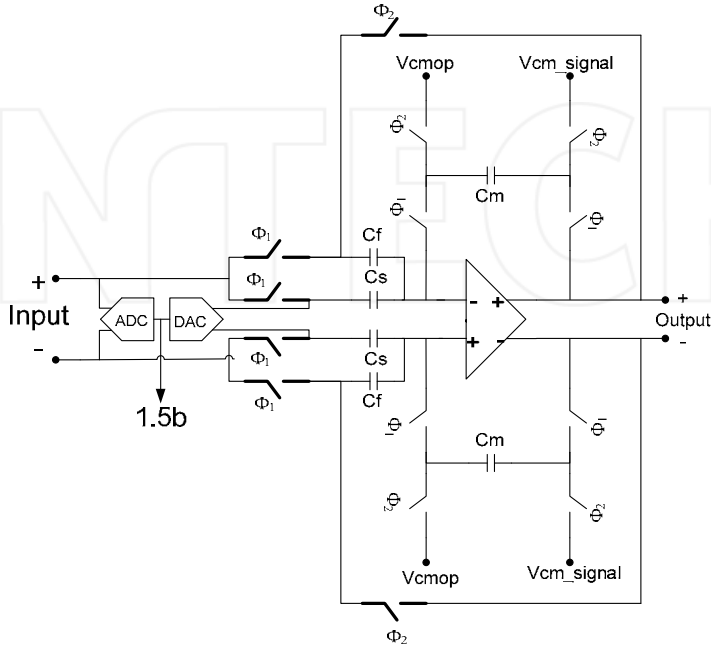 Φ2
Vcmop
Vcm_signal
Φ2
Φ2
Cm
Φ1
Φ1
Φ1
Cf
Φ1
Cs
+
-
+
+
Input
ADC
DAC
Output
-
+
-
-
Φ1
Cs
Cf
Φ1
1.5b
Φ1
Φ1
Cm
Φ2
Φ2
Vcmop
Vcm_signal
Φ2
INTECH